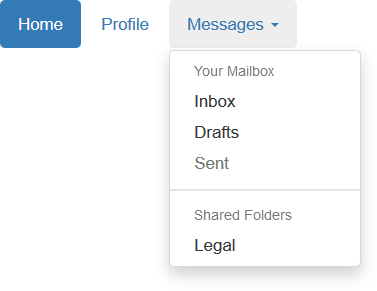 Home Profile Messages
Your Mailbox
Inbox
Drafts
Sent
Shared Folders
Legal